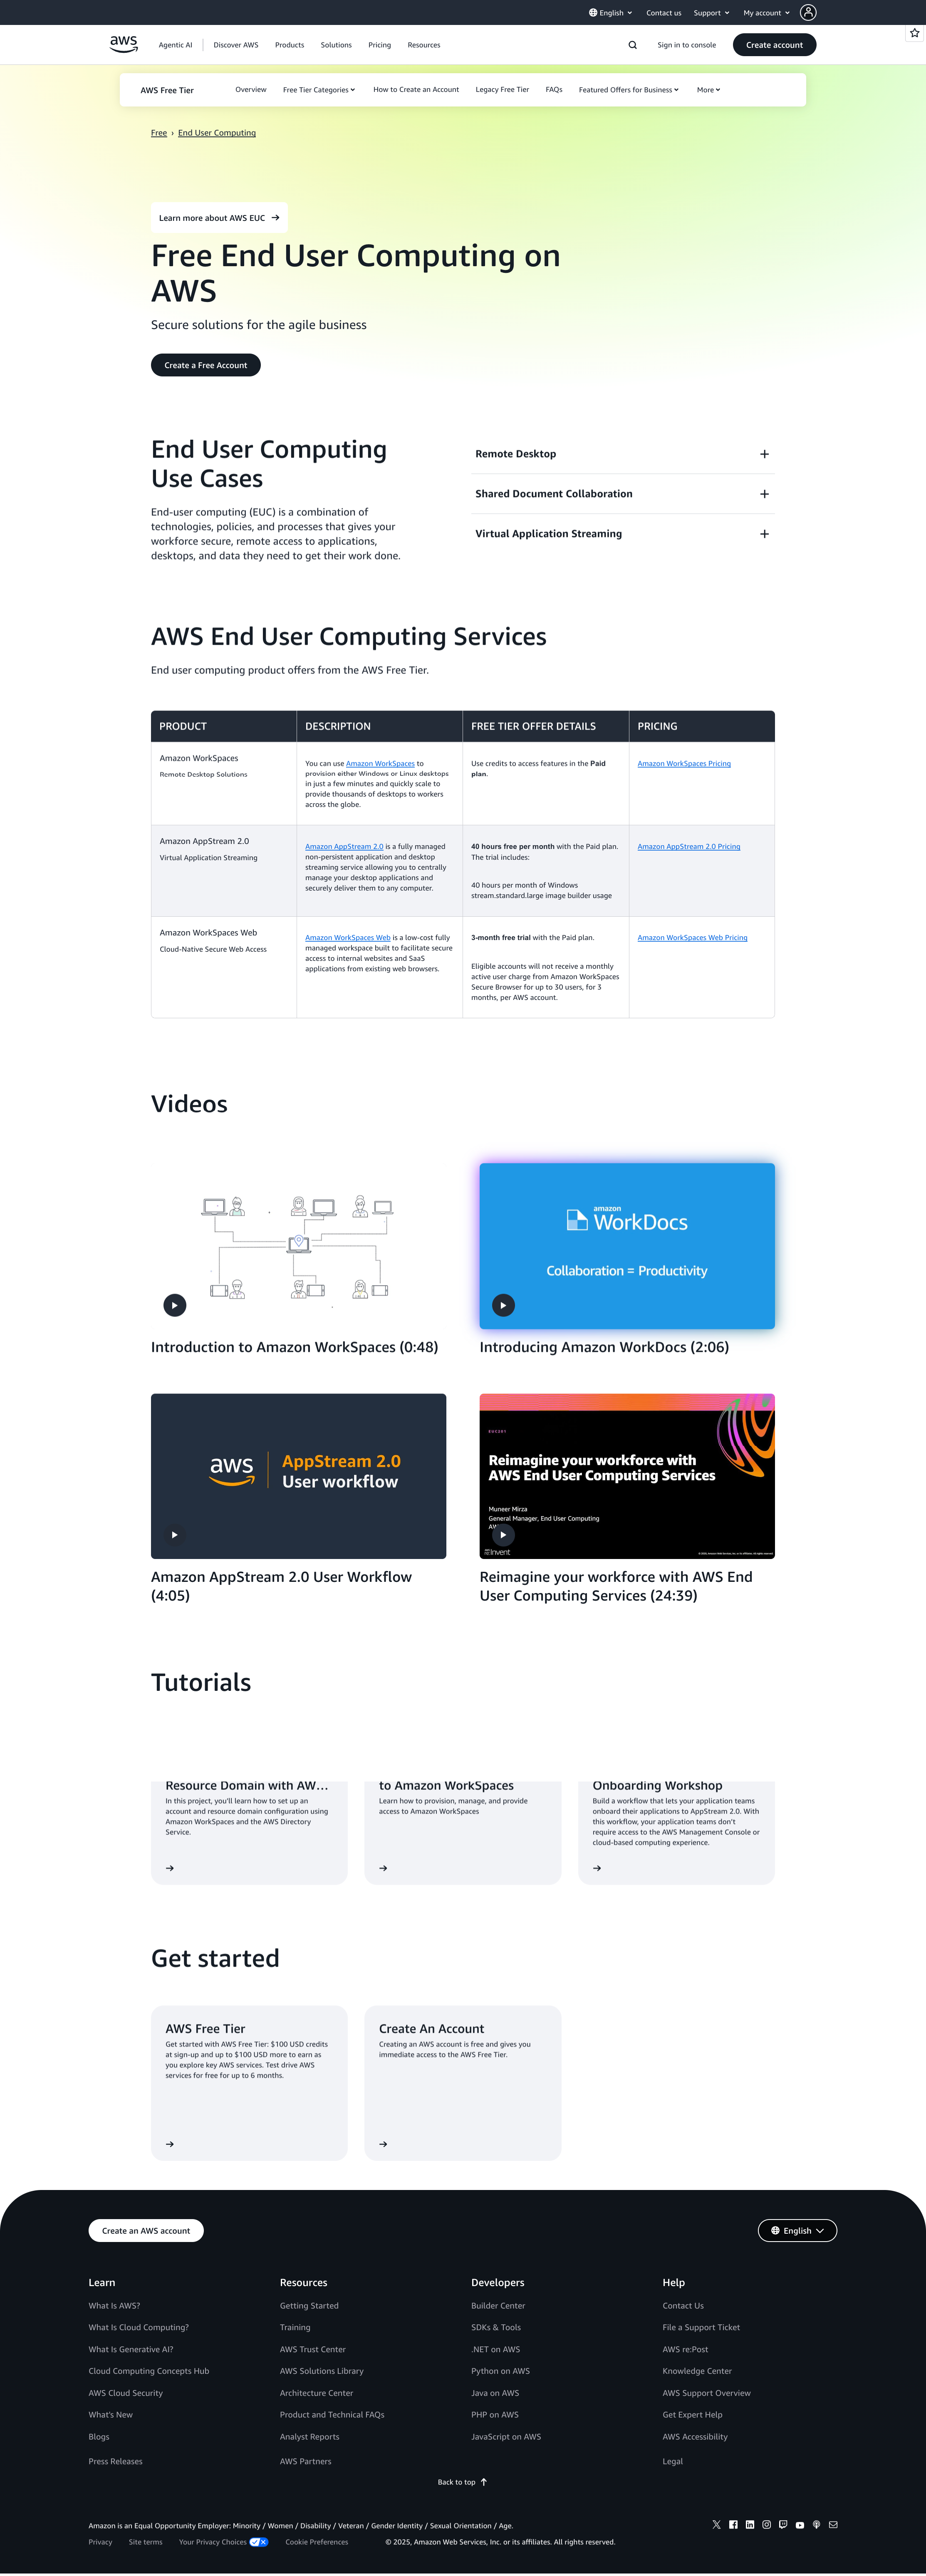 English
Contact us
Support
My account
aws
Agentic AI
Discover AWS
Products
Solutions
Pricing
Resources
Sign in to console
Create account
AWS Free Tier
Overview
Free Tier Categories
How to Create an Account
Legacy Free Tier
FAQs
Featured Offers for Business
More
Free › End User Computing
Learn more about AWS EUC
Free End User Computing on
AWS
Secure solutions for the agile business
Create a Free Account
End User Computing
Use Cases
End-user computing (EUC) is a combination of
technologies, policies, and processes that gives your
workforce secure, remote access to applications,
desktops, and data they need to get their work done.
Remote Desktop
Shared Document Collaboration
Virtual Application Streaming
AWS End User Computing Services
End user computing product offers from the AWS Free Tier.
PRODUCT
DESCRIPTION
FREE TIER OFFER DETAILS
PRICING
Amazon WorkSpaces
Remote Desktop Solutions
You can use Amazon WorkSpaces to
provision either Windows or Linux desktops
in just a few minutes and quickly scale to
provide thousands of desktops to workers
across the globe.
Use credits to access features in the Paid
plan.
Amazon WorkSpaces Pricing
Amazon AppStream 2.0
Virtual Application Streaming
Amazon AppStream 2.0 is a fully managed
non-persistent application and desktop
streaming service allowing you to centrally
manage your desktop applications and
securely deliver them to any computer.
40 hours free per month with the Paid plan.
The trial includes:
40 hours per month of Windows
stream.standard.large image builder usage
Amazon AppStream 2.0 Pricing
Amazon WorkSpaces Web
Cloud-Native Secure Web Access
Amazon WorkSpaces Web is a low-cost fully
managed workspace built to facilitate secure
access to internal websites and SaaS
applications from existing web browsers.
3-month free trial with the Paid plan.
Eligible accounts will not receive a monthly
active user charge from Amazon WorkSpaces
Secure Browser for up to 30 users, for 3
months, per AWS account.
Amazon WorkSpaces Web Pricing
Videos
amazon
WorkDocs
Collaboration = Productivity
Introduction to Amazon WorkSpaces (0:48)
Introducing Amazon WorkDocs (2:06)
aws
AppStream 2.0
User workflow
Reimagine your workforce with
AWS End User Computing Services
Muneer Mirza
General Manager, End User Computing
Invent
Amazon AppStream 2.0 User Workflow
(4:05)
Reimagine your workforce with AWS End
User Computing Services (24:39)
Tutorials
Resource Domain with AW...
In this project, you'll learn how to set up an
account and resource domain configuration using
Amazon WorkSpaces and the AWS Directory
Service.
to Amazon WorkSpaces
Learn how to provision, manage, and provide
access to Amazon WorkSpaces
Onboarding Workshop
Build a workflow that lets your application teams
onboard their applications to AppStream 2.0. With
this workflow, your application teams don't
require access to the AWS Management Console or
cloud-based computing experience.
Get started
AWS Free Tier
Get started with AWS Free Tier: $100 USD credits
at sign-up and up to $100 USD more to earn as
you explore key AWS services. Test drive AWS
services for free for up to 6 months.
Create An Account
Creating an AWS account is free and gives you
immediate access to the AWS Free Tier.
Create an AWS account
English
Learn
What Is AWS?
What Is Cloud Computing?
What Is Generative AI?
Cloud Computing Concepts Hub
AWS Cloud Security
What's New
Blogs
Press Releases
Resources
Getting Started
Training
AWS Trust Center
AWS Solutions Library
Architecture Center
Product and Technical FAQs
Analyst Reports
AWS Partners
Developers
Builder Center
SDKs & Tools
.NET on AWS
Python on AWS
Java on AWS
PHP on AWS
JavaScript on AWS
Help
Contact Us
File a Support Ticket
AWS re:Post
Knowledge Center
AWS Support Overview
Get Expert Help
AWS Accessibility
Legal
Back to top
Amazon is an Equal Opportunity Employer: Minority / Women / Disability / Veteran / Gender Identity / Sexual Orientation / Age.
Privacy
Site terms
Your Privacy Choices
Cookie Preferences
© 2025, Amazon Web Services, Inc. or its affiliates. All rights reserved.